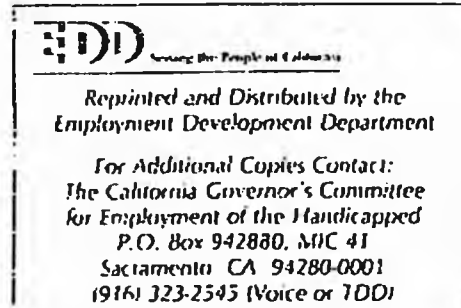 EDD Serving the People of California
Reprinted and Distributed by the
Employment Development Department
For Additional Copies Contact:
The California Governor's Committee
for Employment of the Handicapped
P.O. Box 942880, MIC 41
Sacramento CA 94280-0001
(916) 323-2545 (Voice or TDD)